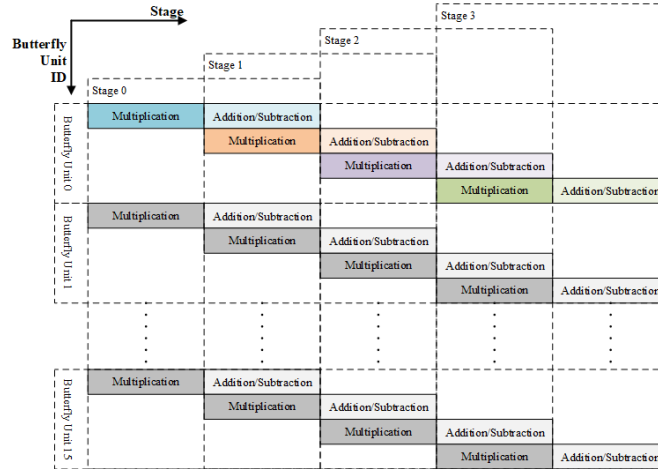 Stage
Butterfly
Unit
ID
Stage 3
Stage 2
Stage 1
Stage 0
Butterfly Unit 0
Multiplication Addition/Subtraction
Multiplication Addition/Subtraction
Multiplication Addition/Subtraction
Multiplication Addition/Subtraction
Butterfly Unit 1
Multiplication Addition/Subtraction
Multiplication Addition/Subtraction
Multiplication Addition/Subtraction
Multiplication Addition/Subtraction
Butterfly Unit 15
Multiplication Addition/Subtraction
Multiplication Addition/Subtraction
Multiplication Addition/Subtraction
Multiplication Addition/Subtraction